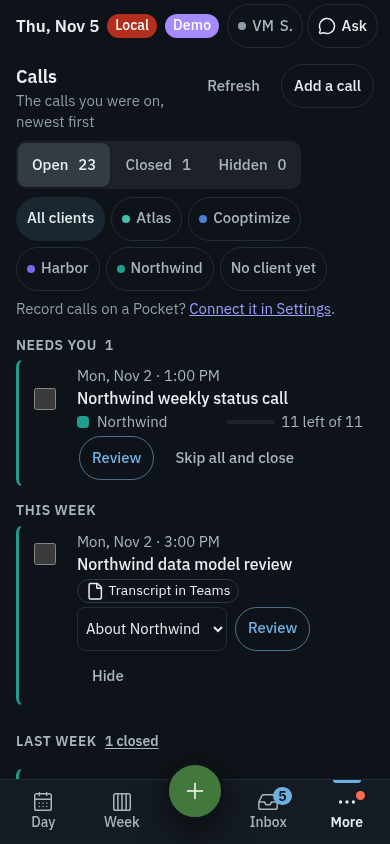 Thu, Nov 5 Local Demo VM S. Ask
Calls
The calls you were on,
newest first
Refresh Add a call
Open 23 Closed 1 Hidden 0
All clients Atlas Cooptimize
Harbor Northwind No client yet
Record calls on a Pocket? Connect it in Settings.
NEEDS YOU 1
Mon, Nov 2 · 1:00 PM
Northwind weekly status call
Northwind 11 left of 11
Review Skip all and close
THIS WEEK
Mon, Nov 2 · 3:00 PM
Northwind data model review
Transcript in Teams
About Northwind Review
Hide
LAST WEEK 1 closed
Day Week Inbox 5 More